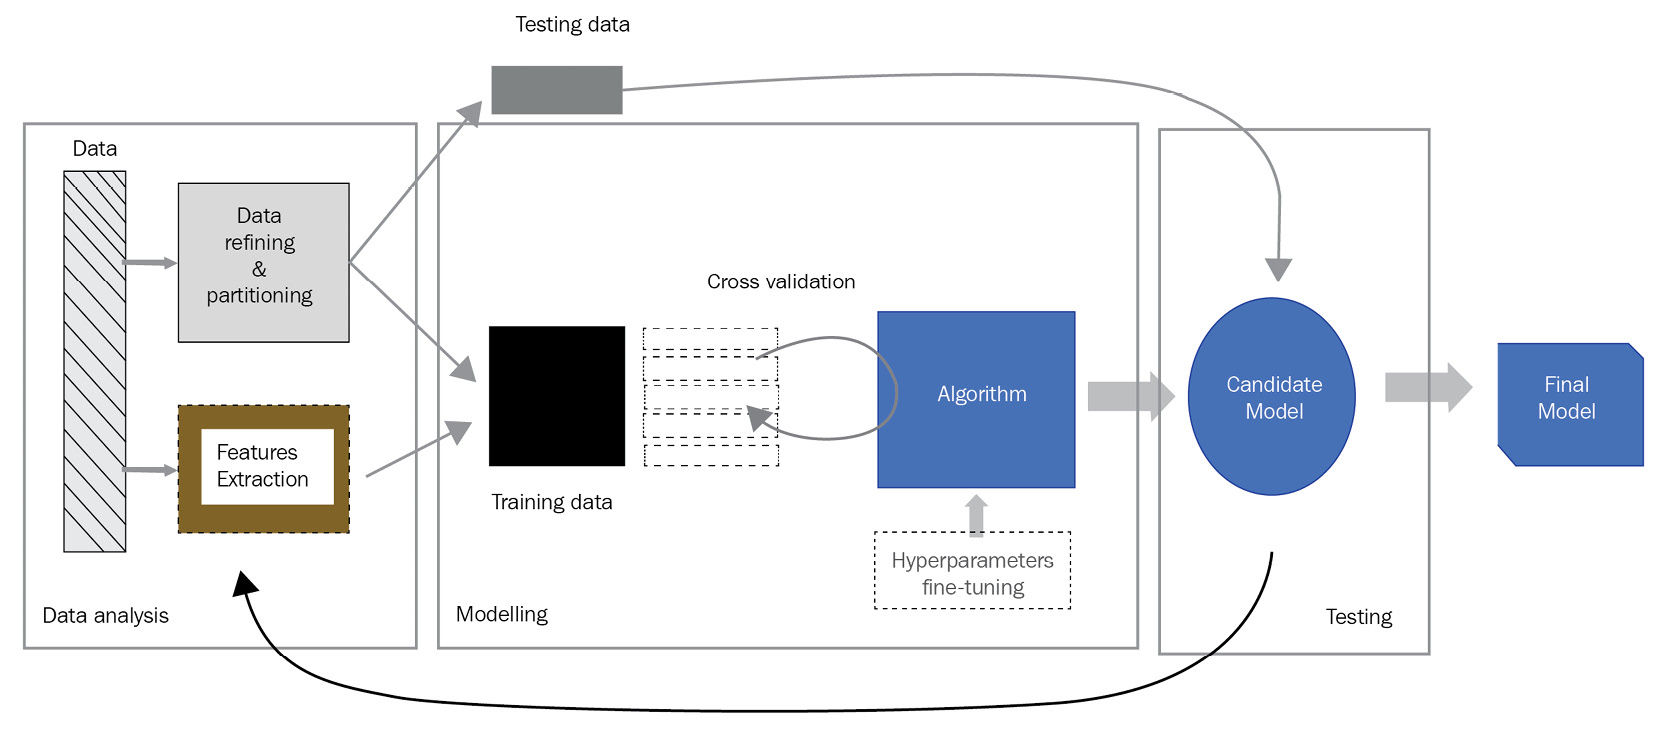 Testing data
Data
Data
refining
&
partitioning
Features
Extraction
Data analysis
Cross validation
Training data
Algorithm
Hyperparameters
fine-tuning
Modelling
Candidate
Model
Testing
Final
Model